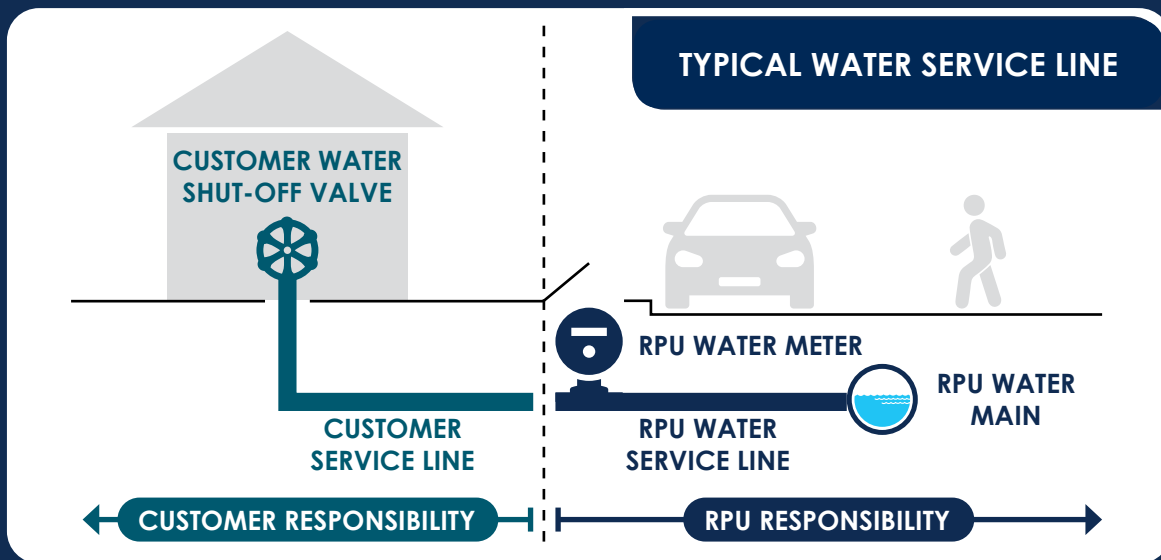 TYPICAL WATER SERVICE LINE
CUSTOMER WATER
SHUT-OFF VALVE
RPU WATER METER
RPU WATER
MAIN
CUSTOMER
SERVICE LINE
RPU WATER
SERVICE LINE
CUSTOMER RESPONSIBILITY
RPU RESPONSIBILITY